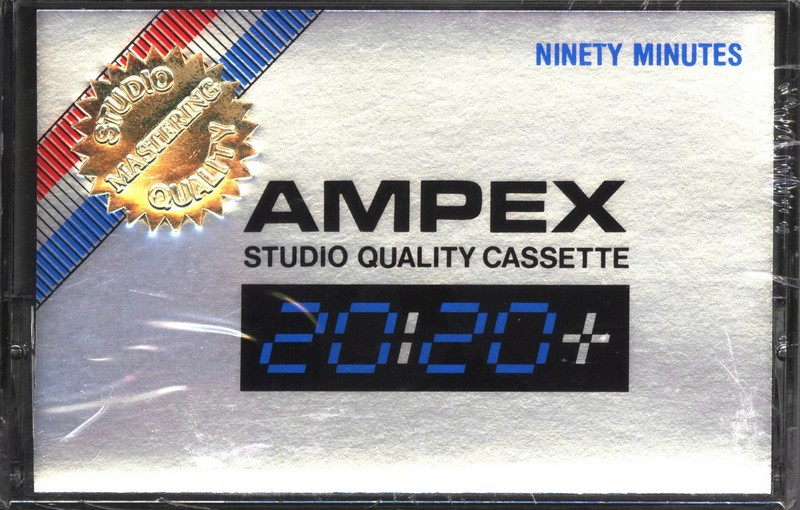 NINETY MINUTES
STUDIO
MASTERING
QUALITY
AMPEX
STUDIO QUALITY CASSETTE
20:20+